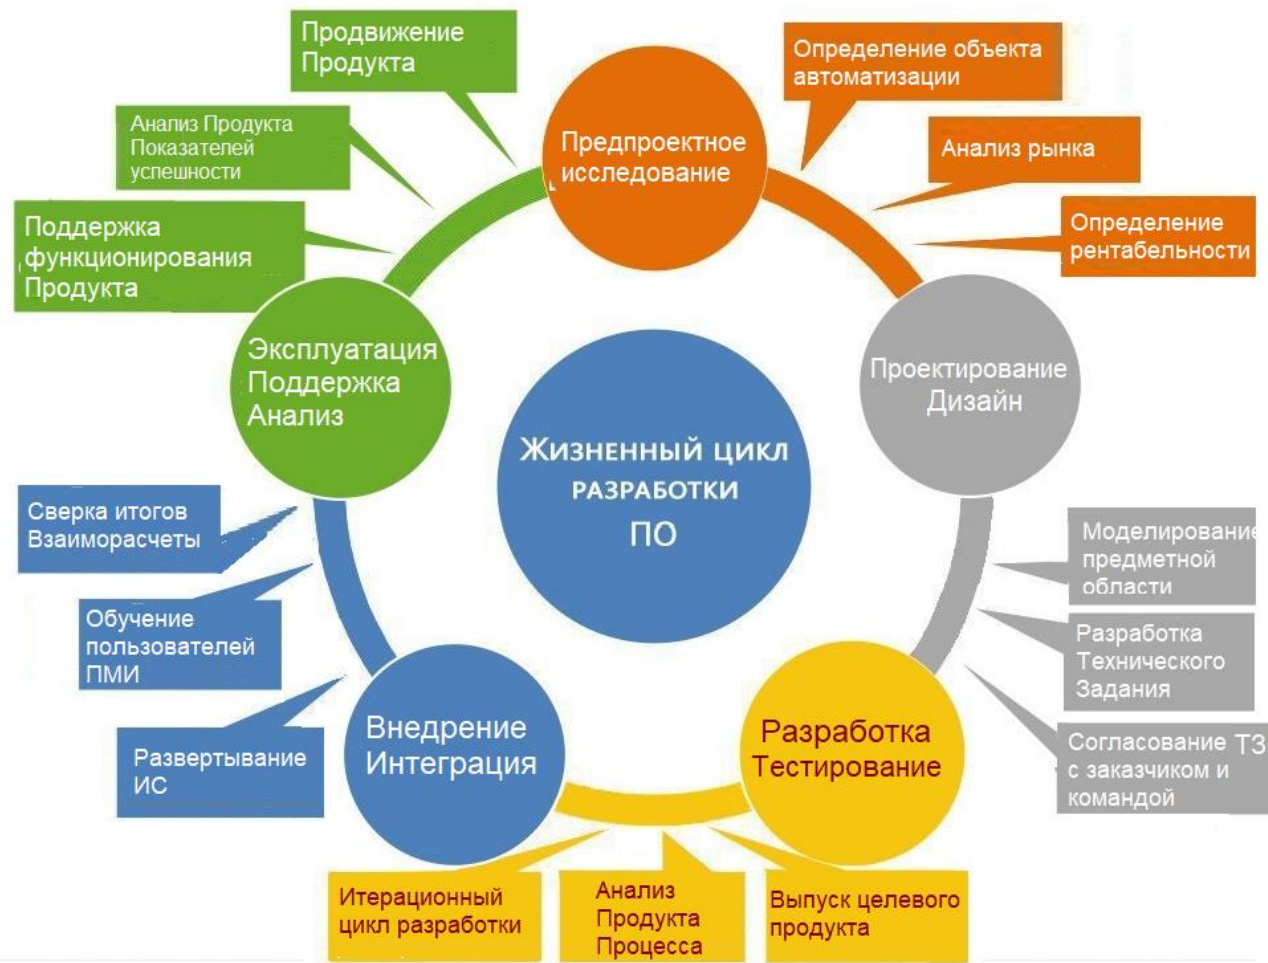 Продвижение
Продукта
Определение объекта
автоматизации
Анализ Продукта
Показателей
успешности
Предпроектное
исследование
Анализ рынка
Поддержка
функционирования
Продукта
Определение
рентабельности
Эксплуатация
Поддержка
Анализ
Проектирование
Дизайн
Жизненный цикл
разработки
ПО
Сверка итогов
Взаиморасчеты
Моделирование
предметной
области
Обучение
пользователей
ПМИ
Разработка
Технического
Задания
Внедрение
Интеграция
Разработка
Тестирование
Развертывание
ИС
Согласование ТЗ
с заказчиком и
командой
Итерационный
цикл разработки
Анализ
Продукта
Процесса
Выпуск целевого
продукта